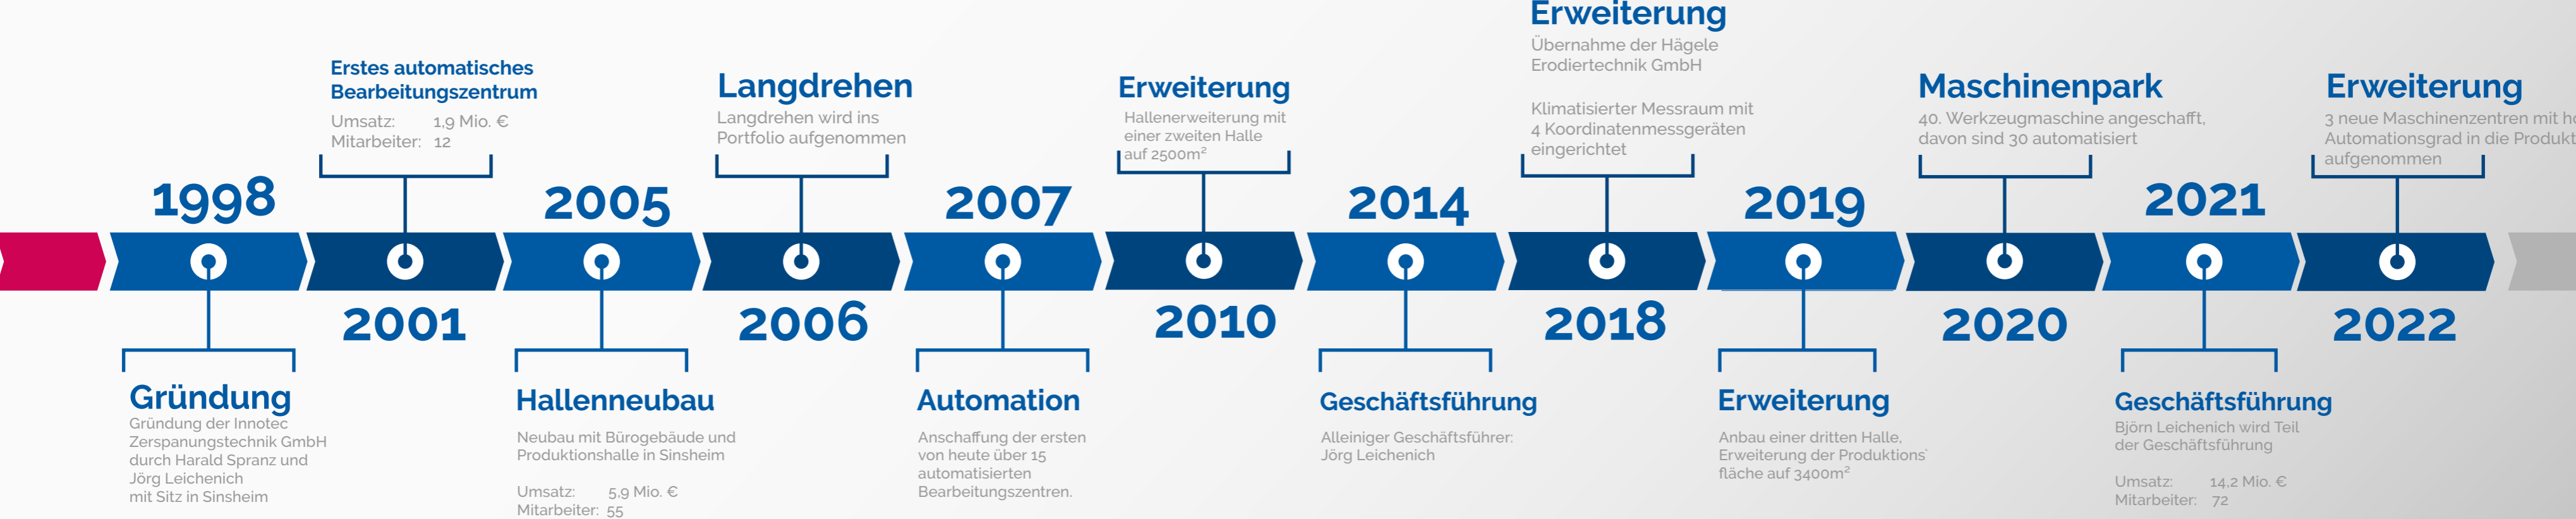 1998
Gründung
Gründung der Innotec
Zerspanungstechnik GmbH
durch Harald Spranz und
Jörg Leichenich
mit Sitz in Sinsheim
Erstes automatisches
Bearbeitungszentrum
Umsatz: 1,9 Mio. €
Mitarbeiter: 12
2001
2005
Hallenneubau
Neubau mit Bürogebäude und
Produktionshalle in Sinsheim
Umsatz: 5,9 Mio. €
Mitarbeiter: 55
Langdrehen
Langdrehen wird ins
Portfolio aufgenommen
2006
2007
Automation
Anschaffung der ersten
von heute über 15
automatisierten
Bearbeitungszentren.
Erweiterung
Hallenerweiterung mit
einer zweiten Halle
auf 2500m²
2010
2014
Geschäftsführung
Alleiniger Geschäftsführer:
Jörg Leichenich
Erweiterung
Übernahme der Hägele
Erodiertechnik GmbH
Klimatisierter Messraum mit
4 Koordinatenmessgeräten
eingerichtet
2018
2019
Erweiterung
Anbau einer dritten Halle,
Erweiterung der Produktions-
fläche auf 3400m²
Maschinenpark
40. Werkzeugmaschine angeschafft,
davon sind 30 automatisiert
2020
2021
Geschäftsführung
Björn Leichenich wird Teil
der Geschäftsführung
Umsatz: 14,2 Mio. €
Mitarbeiter: 72
Erweiterung
3 neue Maschinenzentren mit
Automationsgrad in die
aufgenommen
2022